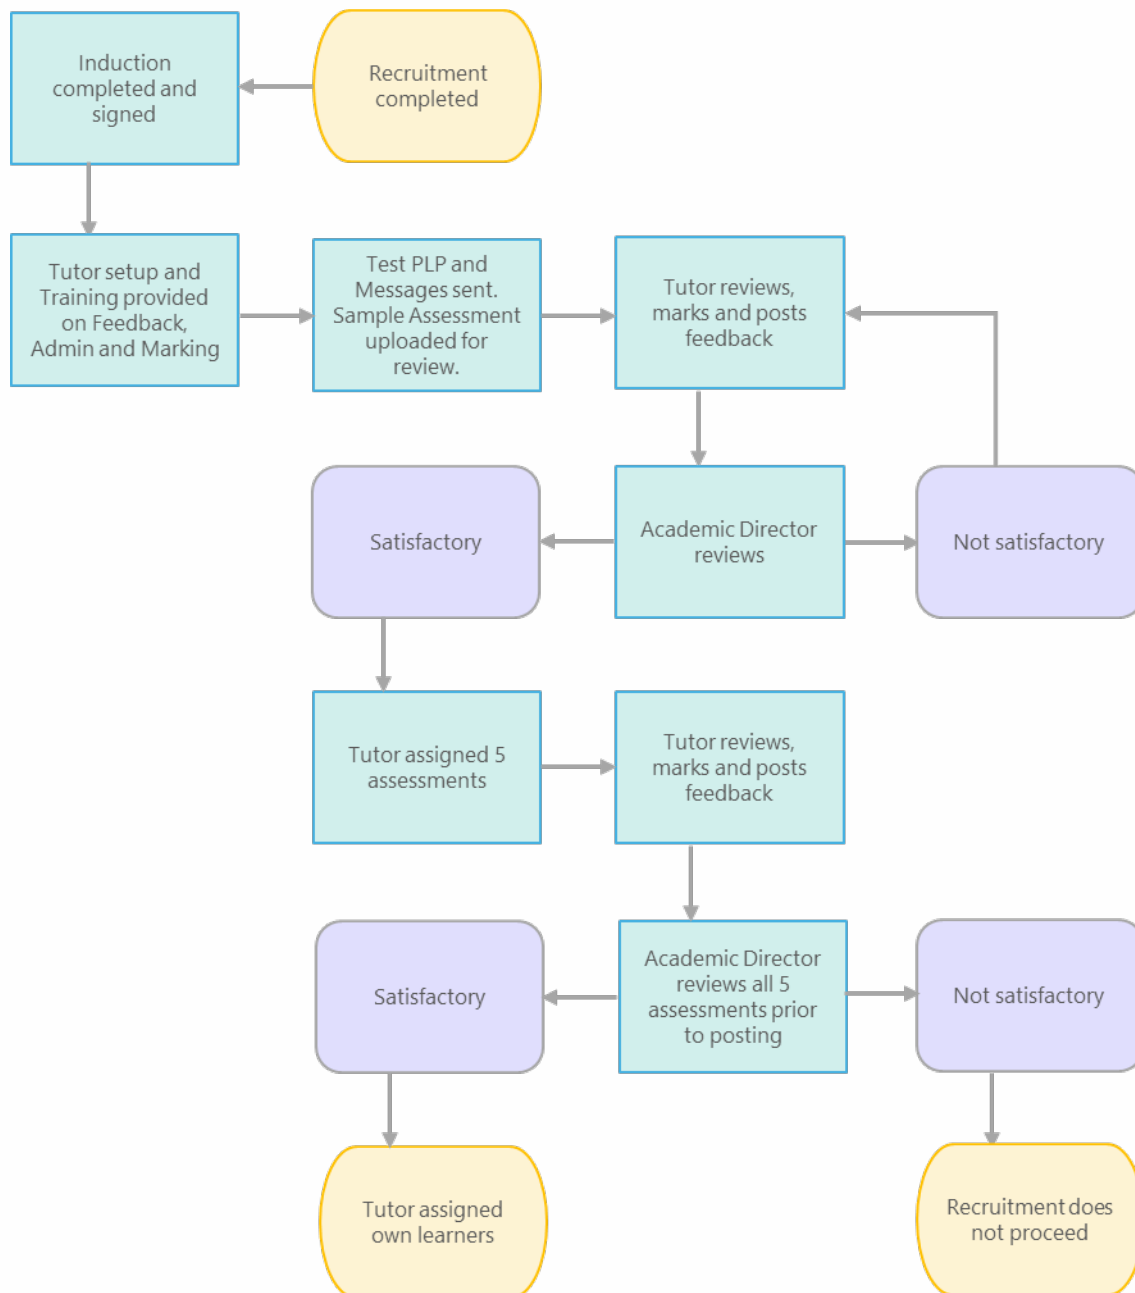 Induction
completed and
signed
Recruitment
completed
Tutor setup and
Training provided
on Feedback,
Admin and Marking
Test PLP and
Messages sent.
Sample Assessment
uploaded for
review.
Tutor reviews,
marks and posts
feedback
Satisfactory
Academic Director
reviews
Not satisfactory
Tutor assigned 5
assessments
Tutor reviews,
marks and posts
feedback
Satisfactory
Academic Director
reviews all 5
assessments prior
to posting
Not satisfactory
Tutor assigned
own learners
Recruitment does
not proceed